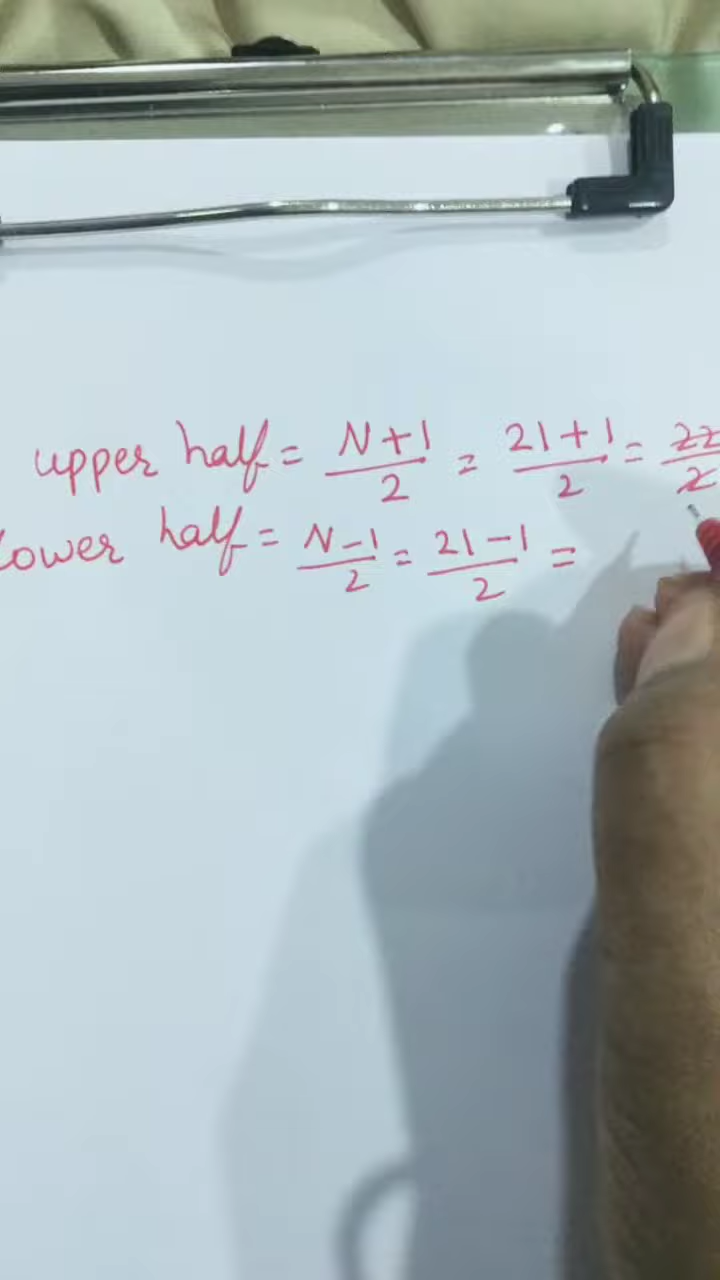 upper half = N+1/2 = 21+1/2 = 22/2
lower half = N-1/2 = 21-1/2 =